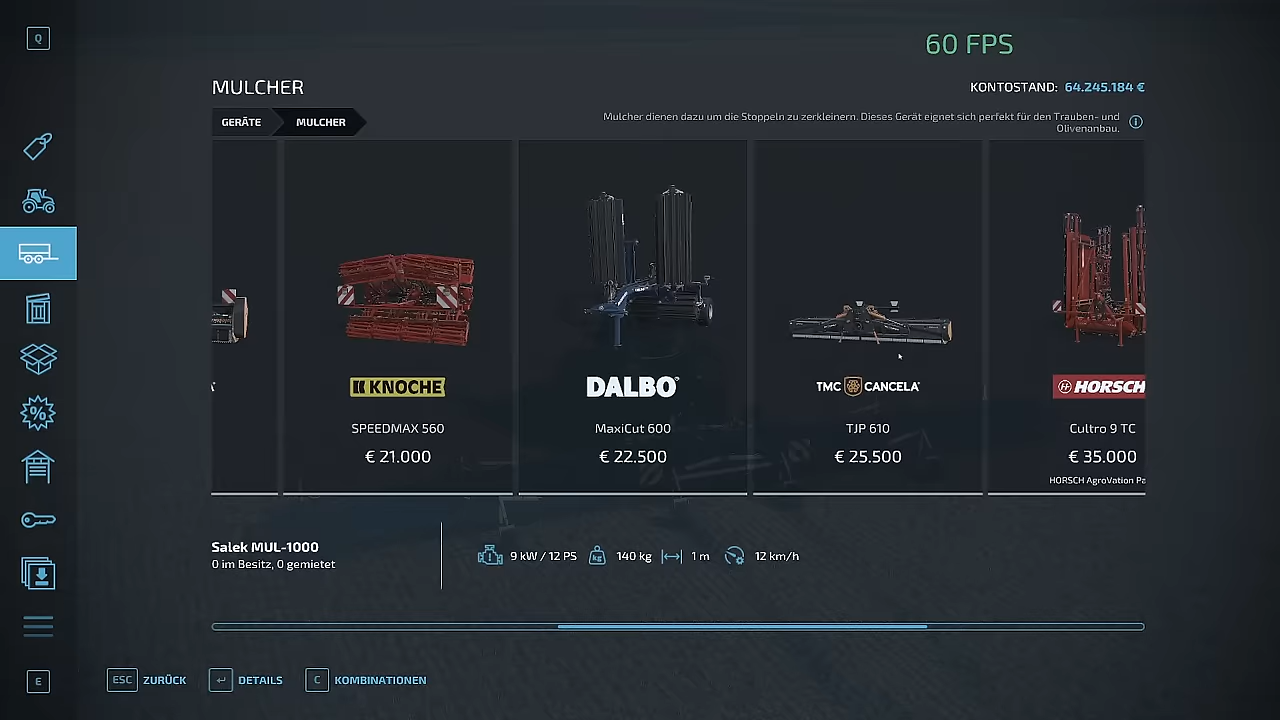 Q
60 FPS
MULCHER
KONTOSTAND: 64.245.184 €
GERÄTE
MULCHER
Mulcher dienen dazu um die Stoppeln zu zerkleinern. Dieses Gerät eignet sich perfekt für den Trauben- und
Olivenanbau.
KNOCHE
SPEEDMAX 560
€ 21.000
DALBO
MaxiCut 600
€ 22.500
TMC CANCELA
TJP 610
€ 25.500
HORSCH
Cultro 9 TC
€ 35.000
HORSCH AgroVation Pa
Salek MUL-1000
0 im Besitz, 0 gemietet
9 kW / 12 PS
140 kg
1 m
12 km/h
E
ESC ZURÜCK
DETAILS
C KOMBINATIONEN